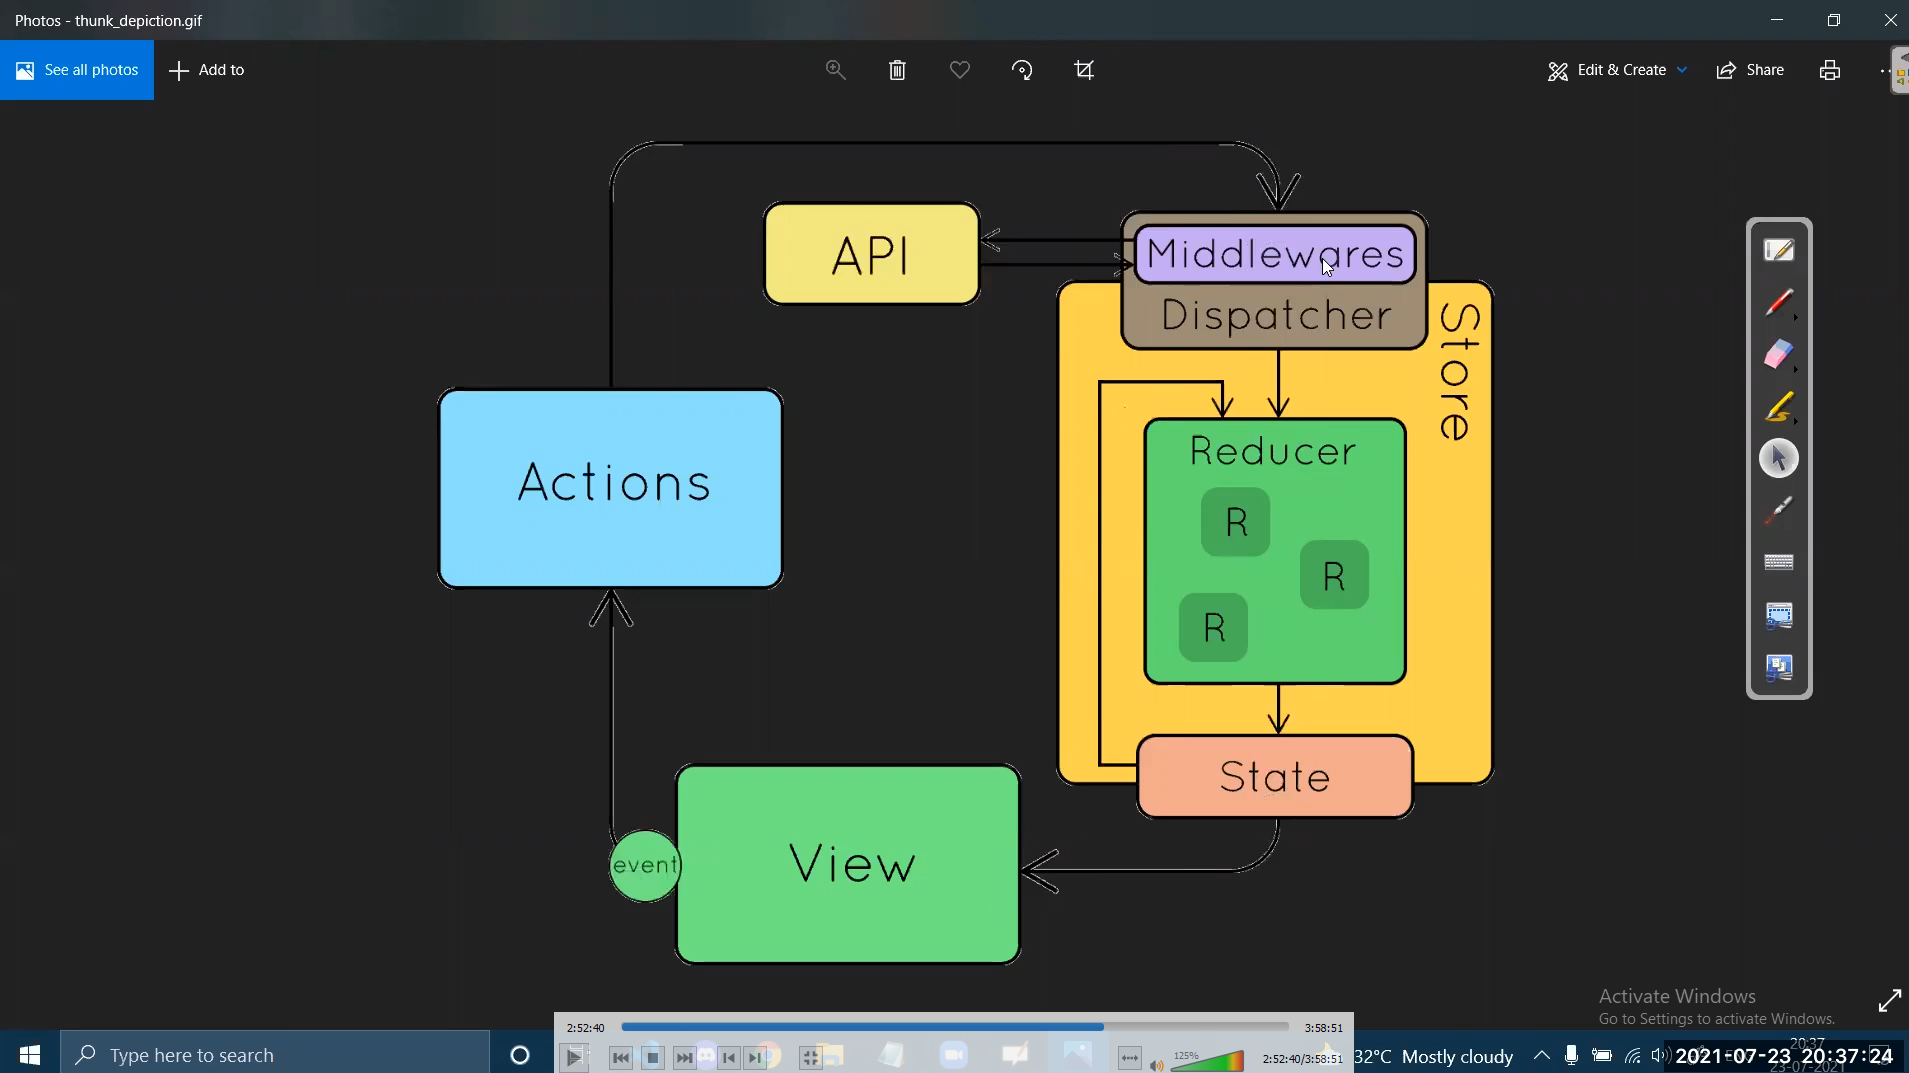 Photos - thunk_depiction.gif
See all photos
Add to
Edit & Create
Share
API
Middlewares
Dispatcher
Store
Actions
Reducer
R
R
R
State
View
event
Activate Windows
Go to Settings to activate Windows.
2:52:40
3:58:51
Type here to search
125%
2:52:40/3:58:51
32°C Mostly cloudy
20:37
2021-07-23 20:37:24
23-07-2021